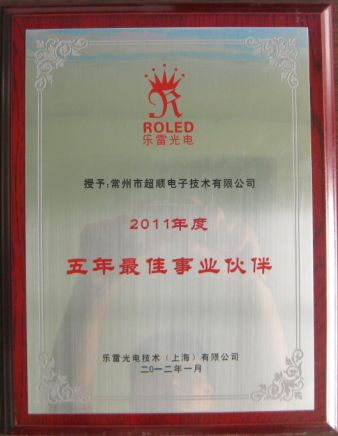 ROLED
乐雷光电
授予:常州市超顺电子技术有限公司
2011年度
五年最佳事业伙伴
乐雷光电技术（上海）有限公司
二〇一二年一月